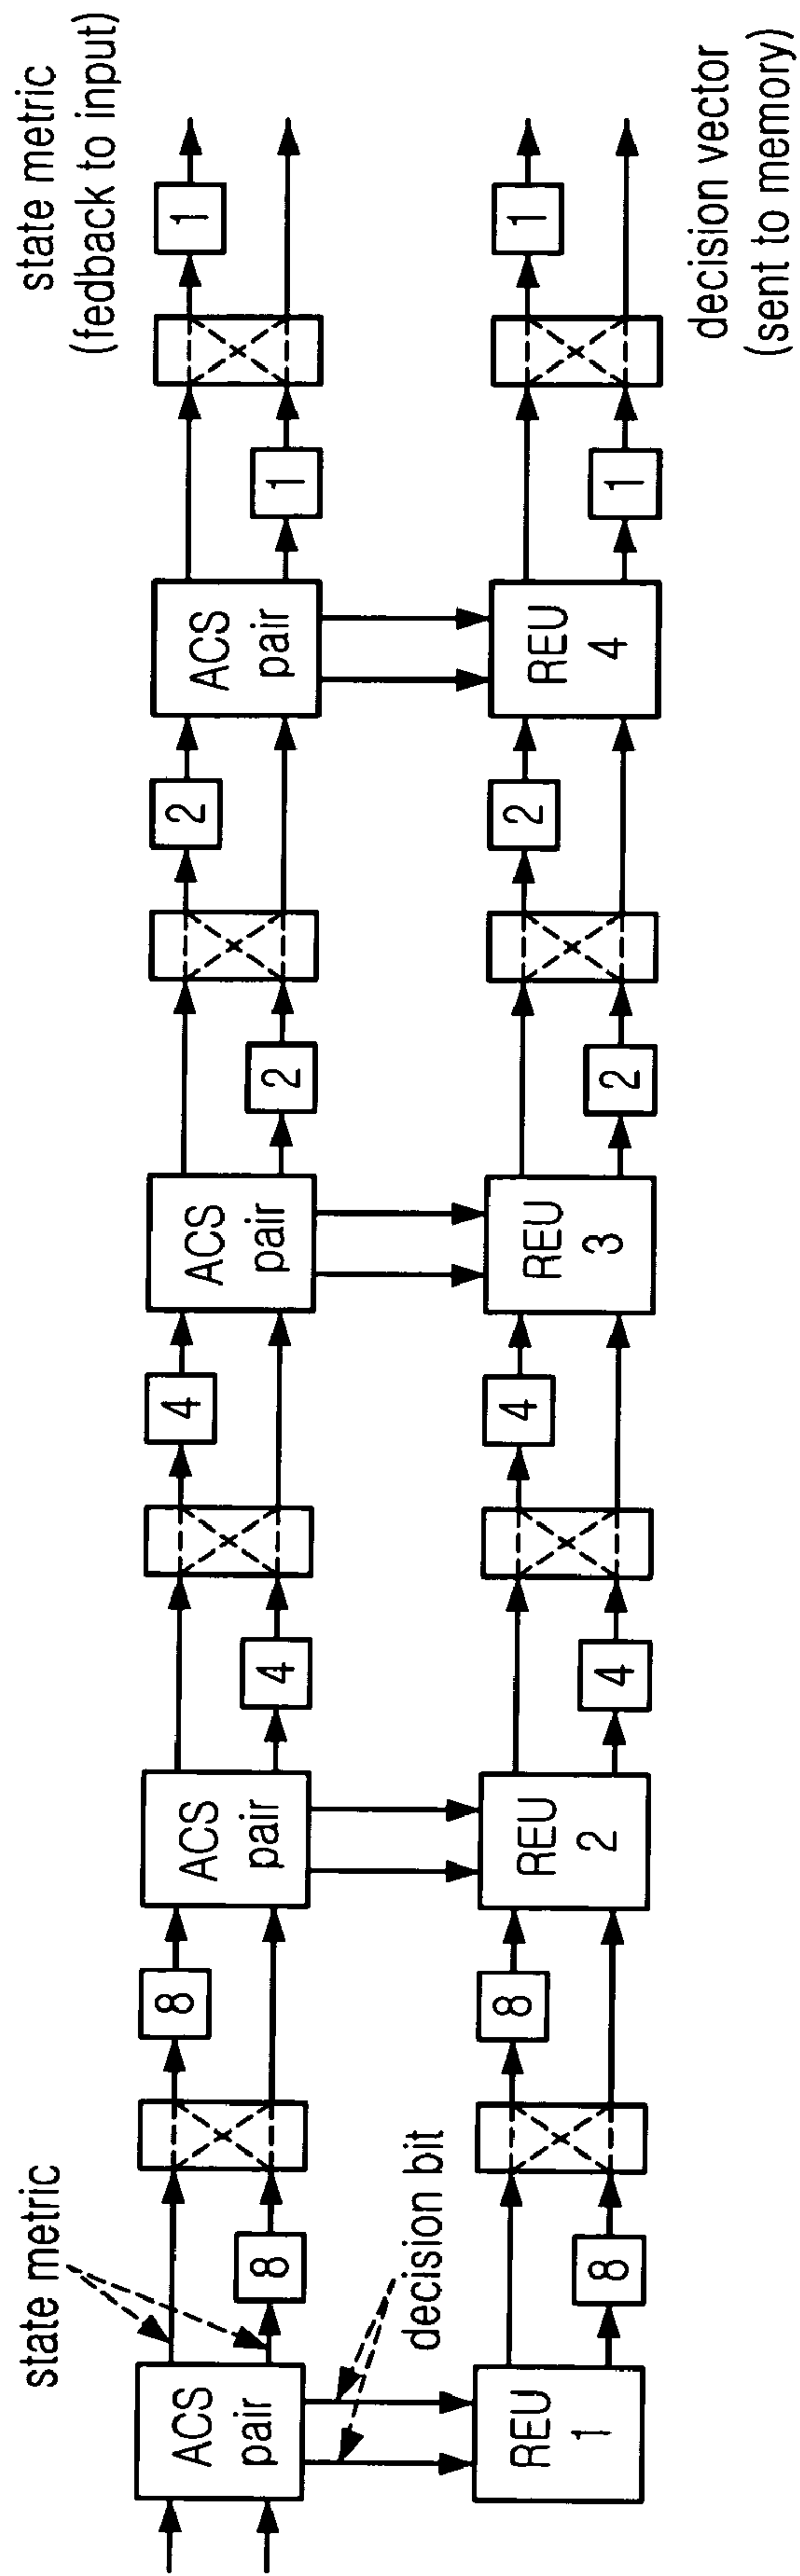 state metric
ACS
pair
8
8
ACS
pair
4
4
ACS
pair
2
2
ACS
pair
1
1
state metric
(fedback to input)
decision bit
REU
1
8
8
REU
2
4
4
REU
3
2
2
REU
4
1
1
decision vector
(sent to memory)